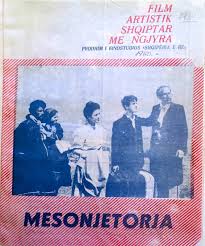 FILM
ARTISTIK
SHQIPTAR
ME NGJYRA
PRODHIM I KINOSTUDIOS «SHQIPËRIA E RE»
MESONJETORJA